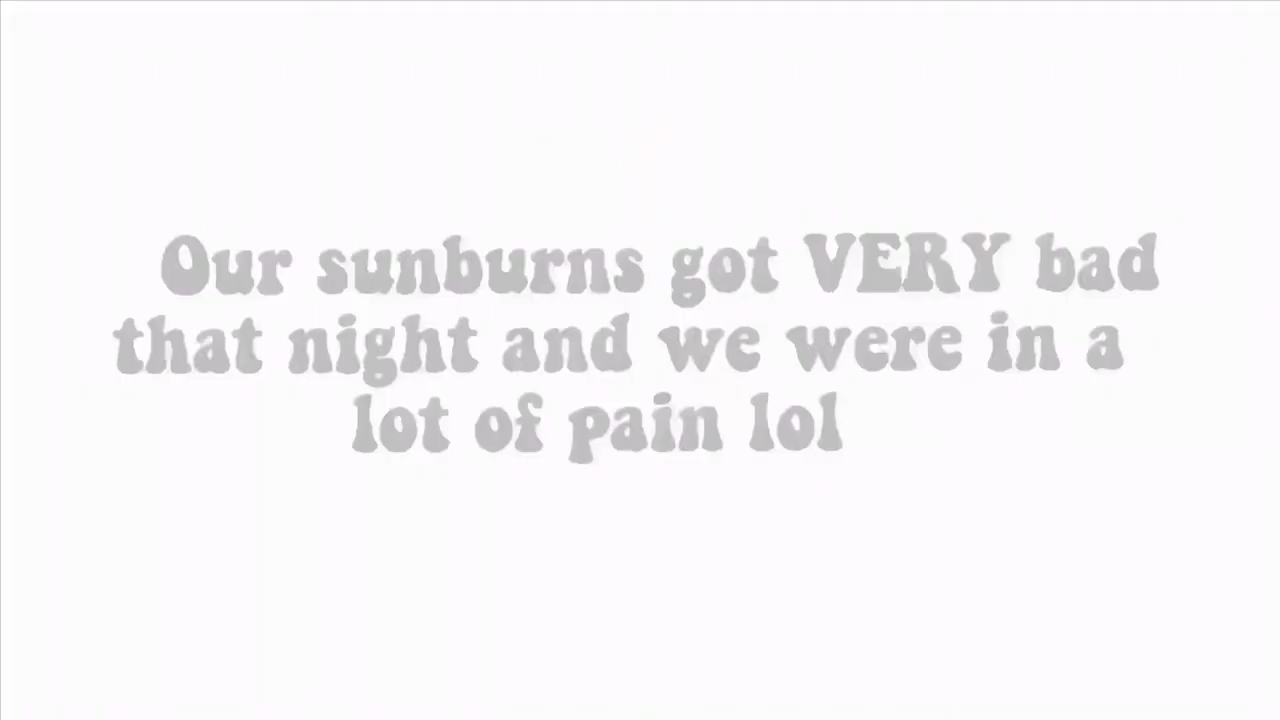 Our sunburns got VERY bad
that night and we were in a
lot of pain lol